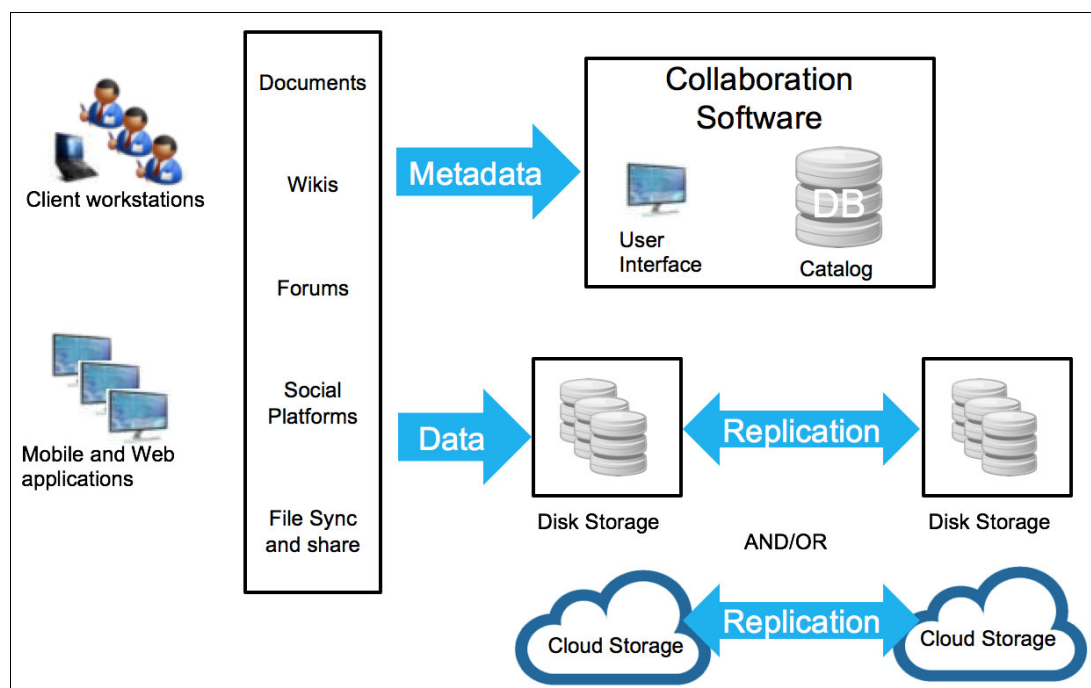 Client workstations
Mobile and Web
applications
Documents
Wikis
Forums
Social
Platforms
File Sync
and share
Metadata
Collaboration
Software
User
Interface
DB
Catalog
Data
Disk Storage
Replication
Disk Storage
AND/OR
Cloud Storage
Replication
Cloud Storage